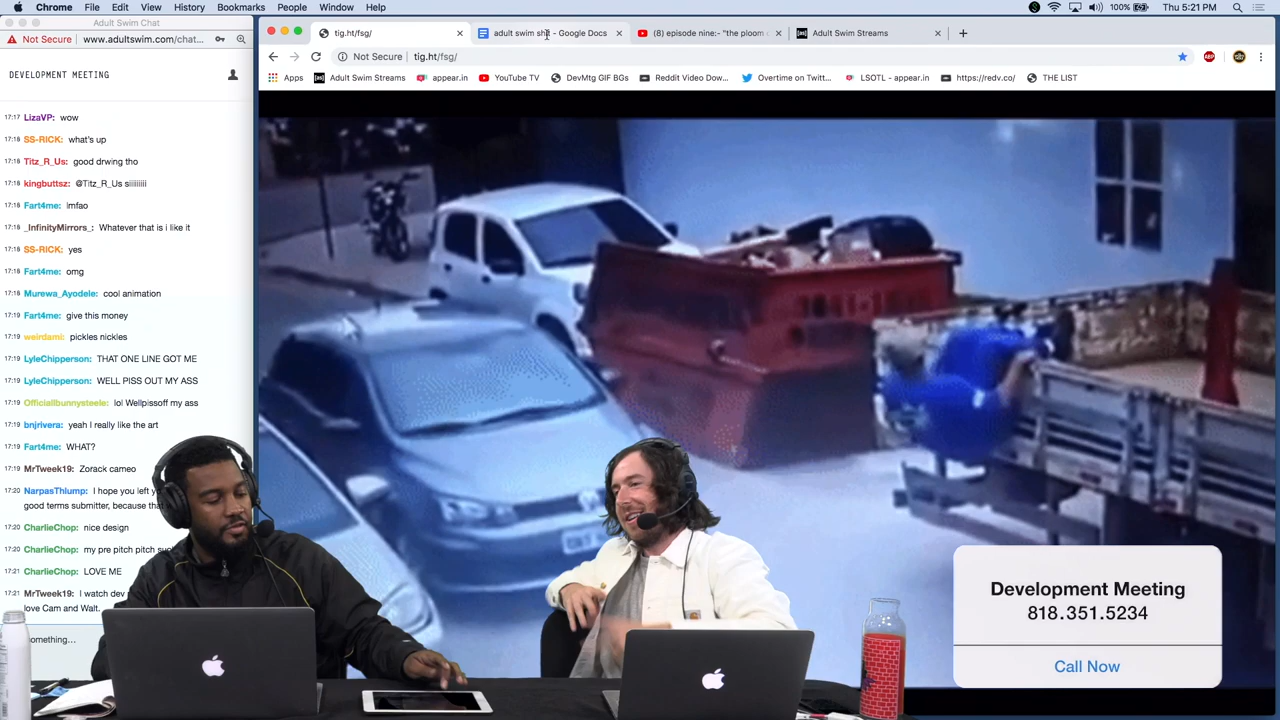 Chrome File Edit View History Bookmarks People Window Help
100% Thu 5:21 PM
Adult Swim Chat
Not Secure www.adultswim.com/chat...
DEVELOPMENT MEETING
17:17 LizaVP: wow
17:18 SS-RICK: what's up
17:18 Titz_R_Us: good drwing tho
17:18 kingbuttsz: @Titz_R_Us siiiiiiiii
17:18 Fart4me: lmfao
17:18 _InfinityMirrors_: Whatever that is i like it
17:18 SS-RICK: yes
17:18 Fart4me: omg
17:18 Murewa_Ayodele: cool animation
17:19 Fart4me: give this money
17:19 weirdami: pickles nickles
17:19 LyleChipperson: THAT ONE LINE GOT ME
17:19 LyleChipperson: WELL PISS OUT MY ASS
17:19 Officiallbunnysteele: lol Wellpissoff my ass
17:19 bnjrivera: yeah I really like the art
17:19 Fart4me: WHAT?
17:19 MrTweek19: Zorack cameo
17:20 NarpasThlump: I hope you left y
good terms submitter, because that
17:20 CharlieChop: nice design
17:20 CharlieChop: my pre pitch pitch
17:21 CharlieChop: LOVE ME
17:21 MrTweek19: I watch dev
love Cam and Walt.
omething...
tig.ht/fsg/
adult swim sh - Google Docs
(8) episode nine:- "the ploom
Adult Swim Streams
Not Secure tig.ht/fsg/
ABP
Apps Adult Swim Streams appear.in YouTube TV DevMtg GIF BGs Reddit Video Dow... Overtime on Twitt... LSOTL - appear.in https://redv.co/ THE LIST
Development Meeting
818.351.5234
Call Now